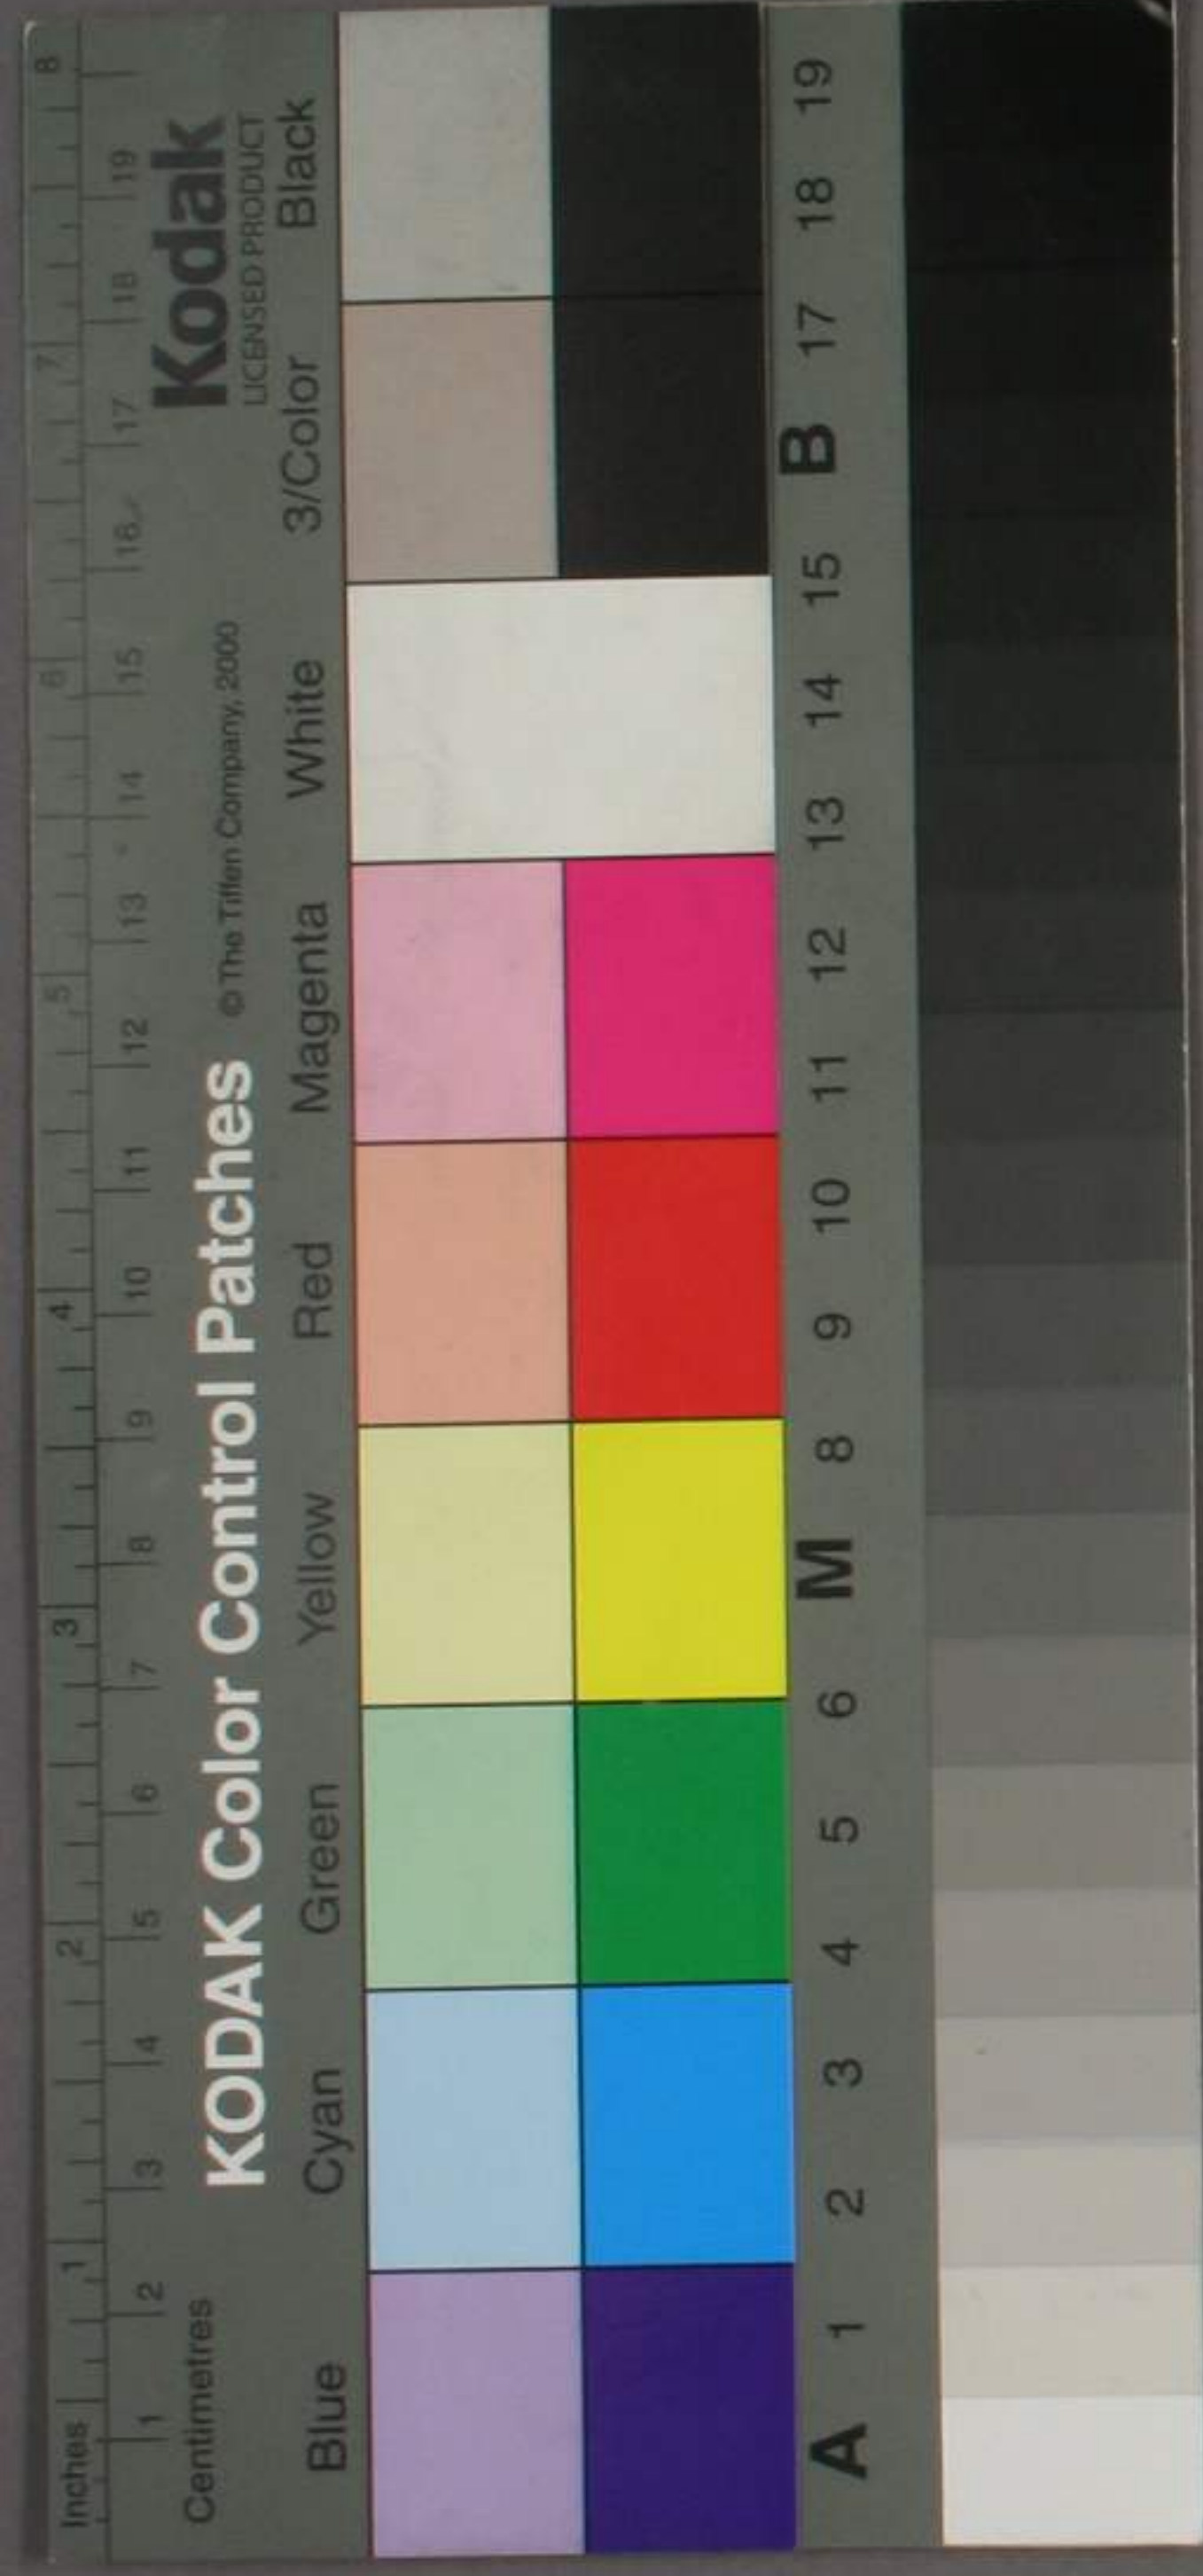 Inches 1 2 3 4 5 6 7 8
Centimetres 1 2 3 4 5 6 7 8 9 10 11 12 13 14 15 16 17 18 19
KODAK Color Control Patches © The Tiffen Company, 2000 Kodak
LICENSED PRODUCT
Blue Cyan Green Yellow Red Magenta White 3/Color Black
A 1 2 3 4 5 6 M 8 9 10 11 12 13 14 15 B 17 18 19